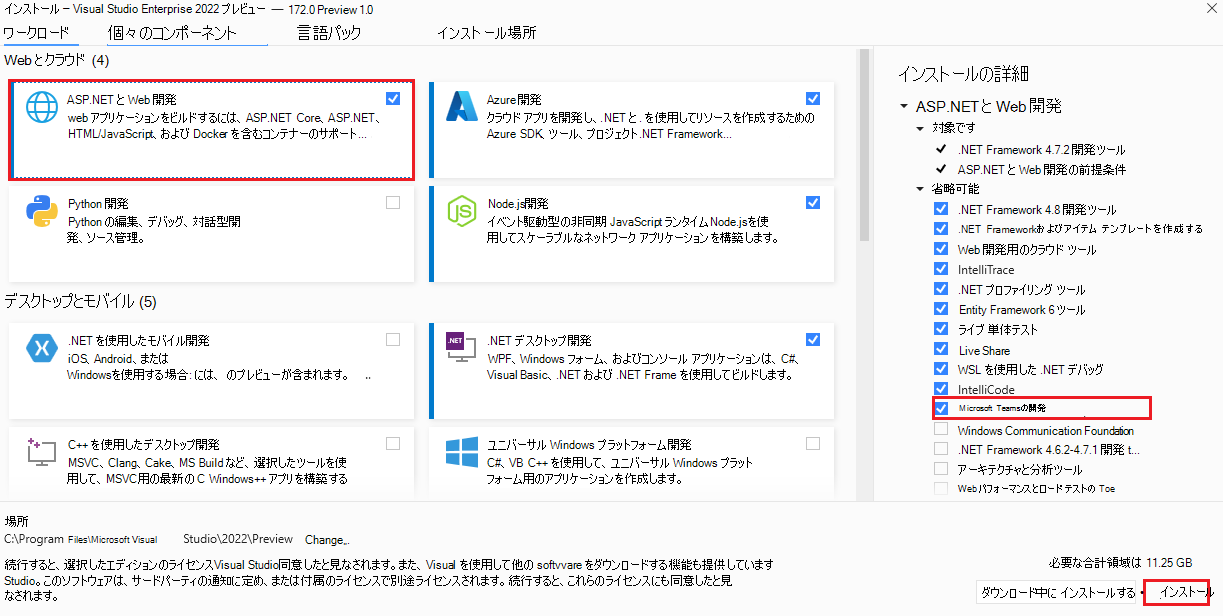 インストール – Visual Studio Enterprise 2022 プレビュー — 172.0 Preview 1.0
ワークロード 個々のコンポーネント 言語パック インストール場所
Webとクラウド (4)
ASP.NETと Web 開発
web アプリケーションをビルドするには、ASP.NET Core、ASP.NET、
HTML/JavaScript、および Docker を含むコンテナーのサポート...
Azure 開発
クラウド アプリを開発し、.NETと . を使用してリソースを作成するための
Azure SDK、ツール、プロジェクト.NET Framework...
Python 開発
Python の編集、デバッグ、対話型開
発、ソース管理。
Node.js開発
イベント駆動型の非同期 JavaScript ランタイム Node.jsを使
用してスケーラブルなネットワーク アプリケーションを構築します。
デスクトップとモバイル (5)
.NET を使用したモバイル開発
iOS、Android、または
Windowsを使用する場合: には、 のプレビューが含まれます。 ..
.NET デスクトップ開発
WPF、Windows フォーム、およびコンソール アプリケーションは、C#、
Visual Basic、.NET および .NET Frame を使用してビルドします。
C++ を使用したデスクトップ開発
MSVC、Clang、Cake、MS Build など、選択したツールを使
用して、MSVC用の最新の C Windows++ アプリを構築する
ユニバーサル Windows プラットフォーム開発
C#、VB C++ を使用して、ユニバーサル Windows プラット
フォーム用のアプリケーションを作成します。
インストールの詳細
ASP.NETと Web 開発
対象です
.NET Framework 4.7.2 開発ツール
ASP.NETと Web 開発の前提条件
省略可能
.NET Framework 4.8 開発ツール
.NET Frameworkおよびアイテム テンプレートを作成する
Web 開発用のクラウド ツール
IntelliTrace
.NET プロファイリング ツール
Entity Framework 6 ツール
ライブ 単体テスト
Live Share
WSL を使用した .NET デバッグ
IntelliCode
Microsoft Teamsの開発
Windows Communication Foundation
.NET Framework 4.6.2-4.7.1 開発 t...
アーキテクチャと分析ツール
Web パフォーマンスとロード テストの Toe
場所
C:\Program Files\Microsoft Visual Studio\2022\Preview Change...
続行すると、選択したエディションのライセンスVisual Studio同意したと見なされます。また、Visual を使用して他の softvvare をダウンロードする機能も提供しています
Studio。このソフトウェアは、サードパーティの通知に定め、または付属のライセンスで別途ライセンスされます。続行すると、これらのライセンスにも同意したと見
なされます。
必要な合計領域は 11.25 GB
ダウンロード中に インストールする インストール